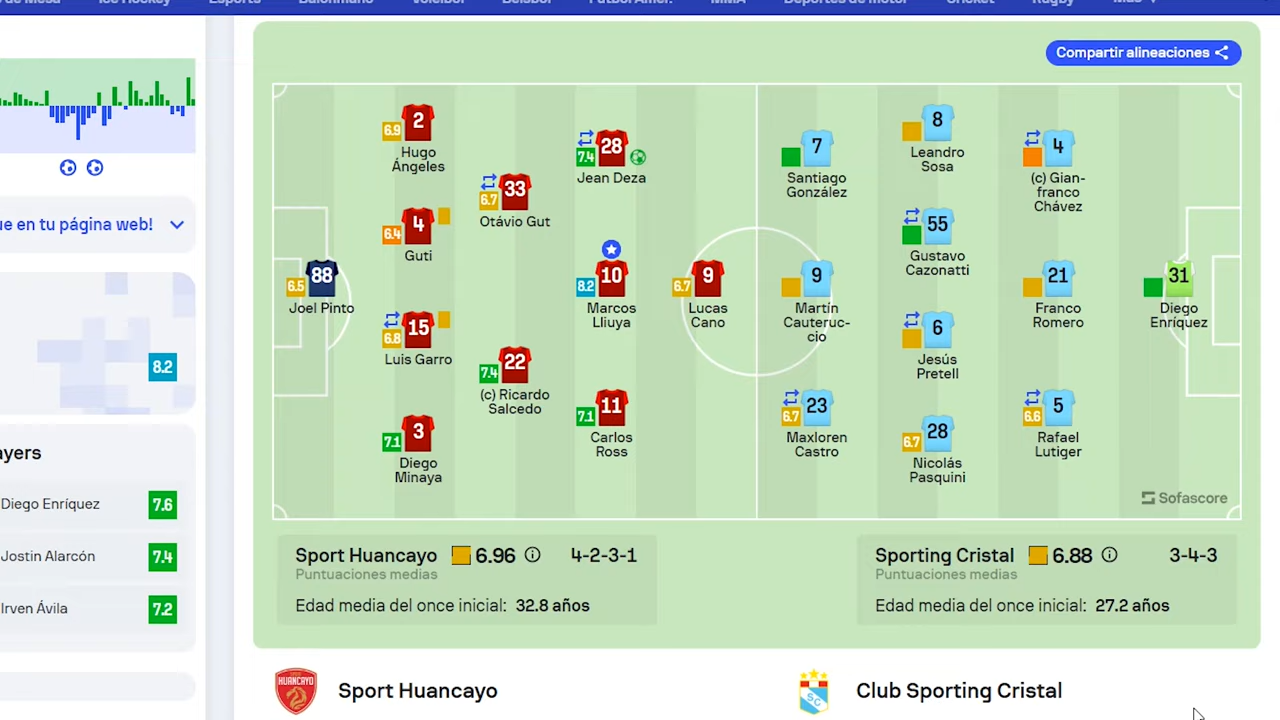 Compartir alineaciones
2
6.9
Hugo
Ángeles
28
7.4
Jean Deza
33
6.7
Otávio Gut
4
6.4
Guti
88
6.5
Joel Pinto
10
8.2
Marcos
Lliuya
9
6.7
Lucas
Cano
15
6.8
Luis Garro
22
7.4
(c) Ricardo
Salcedo
11
7.1
Carlos
Ross
3
7.1
Diego
Minaya
7
Santiago
González
8
Leandro
Sosa
4
(c) Gian-
franco
Chávez
55
Gustavo
Cazonatti
9
Martín
Cauteruc-
cio
21
Franco
Romero
31
Diego
Enríquez
6
Jesús
Pretell
23
6.7
Maxloren
Castro
28
6.7
Nicolás
Pasquini
5
6.6
Rafael
Lutiger
Sofascore
Sport Huancayo 6.96 4-2-3-1
Puntuaciones medias
Edad media del once inicial: 32.8 años
Sporting Cristal 6.88 3-4-3
Puntuaciones medias
Edad media del once inicial: 27.2 años
HUANCAYO
Sport Huancayo
SC
Club Sporting Cristal
ue en tu página web!
8.2
ayers
Diego Enríquez 7.6
Jostin Alarcón 7.4
Irven Ávila 7.2